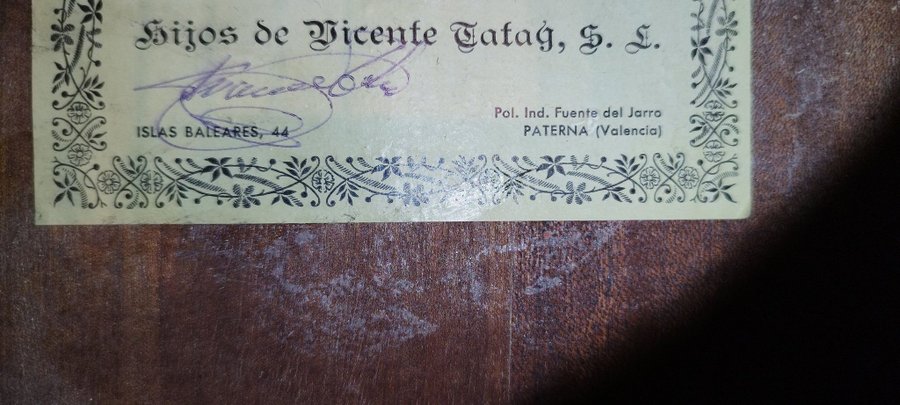 Hijos de Vicente Tatay, S. L.
ISLAS BALEARES, 44
Pol. Ind. Fuente del Jarro
PATERNA (Valencia)